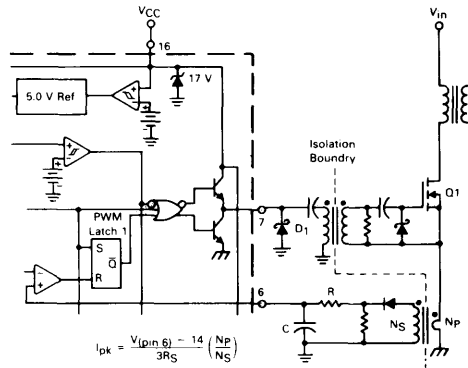 VCC
Vin
16
17 V
5.0 V Ref
Isolation
Boundry
Q1
7
D1
PWM
Latch 1
S
Q̅
R
6
R
C
NS
NP
Ipk = V(pin 6) − 14 / 3RS (NP / NS)